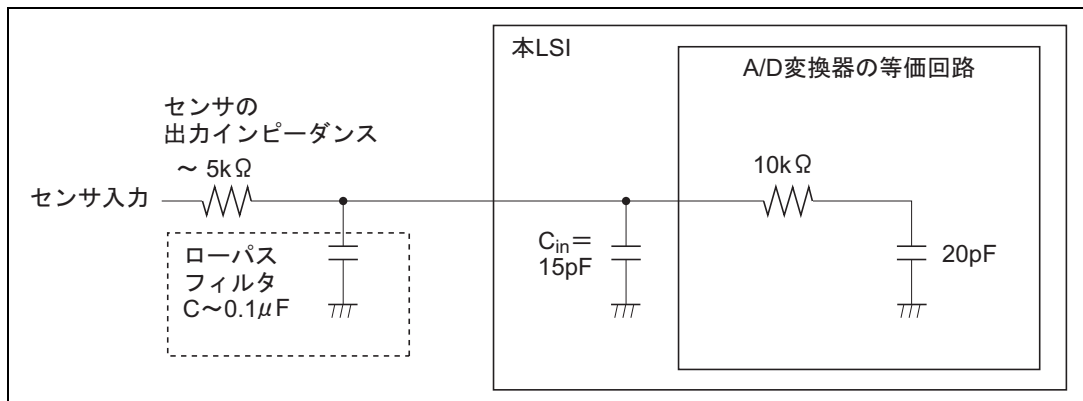 本LSI
A/D変換器の等価回路
センサの
出力インピーダンス
～ 5kΩ
10kΩ
センサ入力
ローパス
フィルタ
C～0.1μF
Cin＝
15pF
20pF